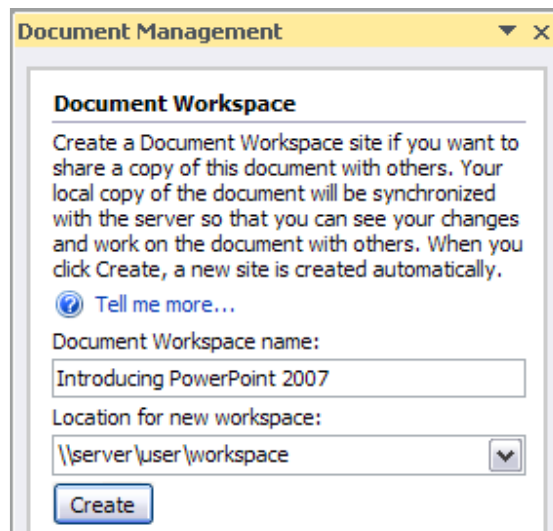 Document Management
Document Workspace
Create a Document Workspace site if you want to
share a copy of this document with others. Your
local copy of the document will be synchronized
with the server so that you can see your changes
and work on the document with others. When you
click Create, a new site is created automatically.
Tell me more...
Document Workspace name:
Introducing PowerPoint 2007
Location for new workspace:
\\server\user\workspace
Create